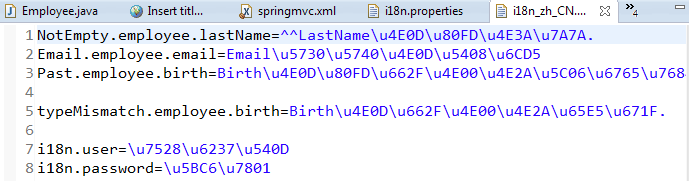 Employee.java Insert titl... springmvc.xml i18n.properties i18n_zh_CN.... »4
1 NotEmpty.employee.lastName=^^LastName\u4E0D\u80FD\u4E3A\u7A7A.
2 Email.employee.email=Email\u5730\u5740\u4E0D\u5408\u6CD5
3 Past.employee.birth=Birth\u4E0D\u80FD\u662F\u4E00\u4E2A\u5C06\u6765\u768
4
5 typeMismatch.employee.birth=Birth\u4E0D\u662F\u4E00\u4E2A\u65E5\u671F.
6
7 i18n.user=\u7528\u6237\u540D
8 i18n.password=\u5BC6\u7801